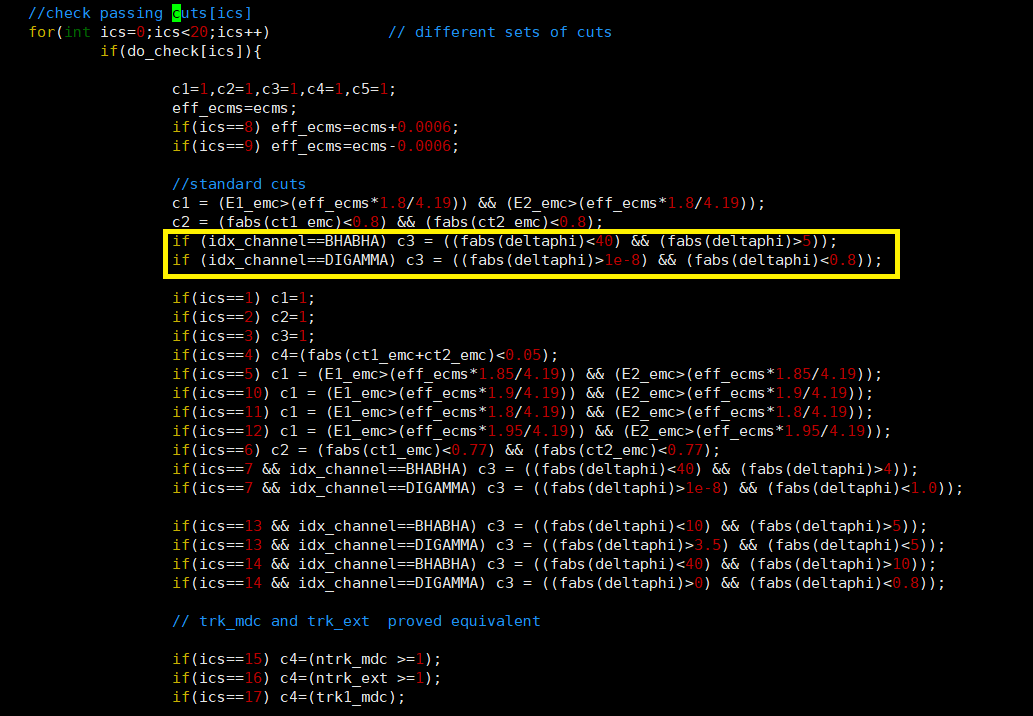 //check passing cuts[ics]
for(int ics=0;ics<20;ics++)             // different sets of cuts
        if(do_check[ics]){
                c1=1,c2=1,c3=1,c4=1,c5=1;
                eff_ecms=ecms;
                if(ics==8) eff_ecms=ecms+0.0006;
                if(ics==9) eff_ecms=ecms-0.0006;
                //standard cuts
                c1 = (E1_emc>(eff_ecms*1.8/4.19)) && (E2_emc>(eff_ecms*1.8/4.19));
                c2 = (fabs(ct1_emc)<0.8) && (fabs(ct2_emc)<0.8);
                if (idx_channel==BHABHA) c3 = ((fabs(deltaphi)<40) && (fabs(deltaphi)>5));
                if (idx_channel==DIGAMMA) c3 = ((fabs(deltaphi)>1e-8) && (fabs(deltaphi)<0.8));
                if(ics==1) c1=1;
                if(ics==2) c2=1;
                if(ics==3) c3=1;
                if(ics==4) c4=(fabs(ct1_emc+ct2_emc)<0.05);
                if(ics==5) c1 = (E1_emc>(eff_ecms*1.85/4.19)) && (E2_emc>(eff_ecms*1.85/4.19));
                if(ics==10) c1 = (E1_emc>(eff_ecms*1.9/4.19)) && (E2_emc>(eff_ecms*1.9/4.19));
                if(ics==11) c1 = (E1_emc>(eff_ecms*1.8/4.19)) && (E2_emc>(eff_ecms*1.8/4.19));
                if(ics==12) c1 = (E1_emc>(eff_ecms*1.95/4.19)) && (E2_emc>(eff_ecms*1.95/4.19));
                if(ics==6) c2 = (fabs(ct1_emc)<0.77) && (fabs(ct2_emc)<0.77);
                if(ics==7 && idx_channel==BHABHA) c3 = ((fabs(deltaphi)<40) && (fabs(deltaphi)>4));
                if(ics==7 && idx_channel==DIGAMMA) c3 = ((fabs(deltaphi)>1e-8) && (fabs(deltaphi)<1.0));
                if(ics==13 && idx_channel==BHABHA) c3 = ((fabs(deltaphi)<10) && (fabs(deltaphi)>5));
                if(ics==13 && idx_channel==DIGAMMA) c3 = ((fabs(deltaphi)>3.5) && (fabs(deltaphi)<5));
                if(ics==14 && idx_channel==BHABHA) c3 = ((fabs(deltaphi)<40) && (fabs(deltaphi)>10));
                if(ics==14 && idx_channel==DIGAMMA) c3 = ((fabs(deltaphi)>0) && (fabs(deltaphi)<0.8));
                // trk_mdc and trk_ext  proved equivalent
                if(ics==15) c4=(ntrk_mdc >=1);
                if(ics==16) c4=(ntrk_ext >=1);
                if(ics==17) c4=(trk1_mdc);